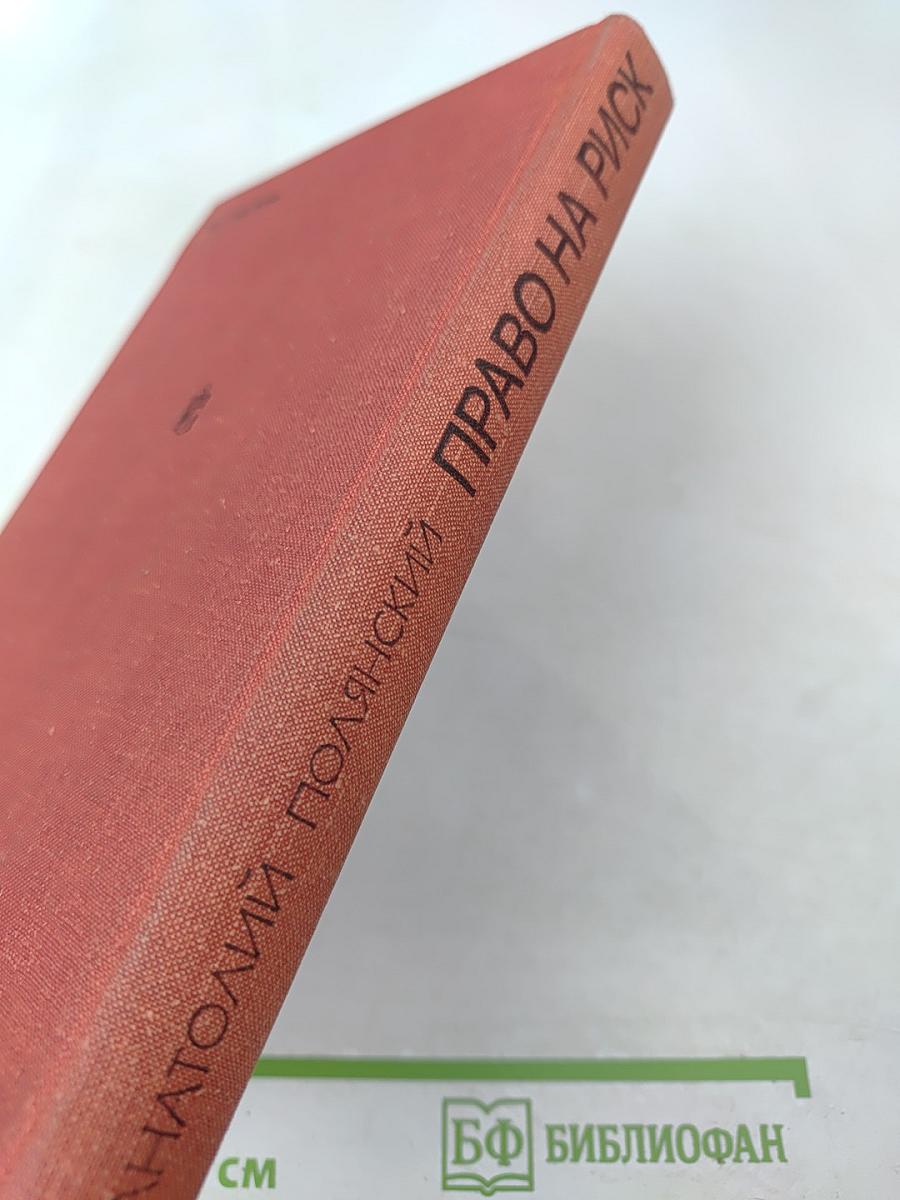 АНАТОЛИЙ ПОЛЯНСКИЙ ПРАВО НА РИСК
см
БФ БИБЛИОФАН